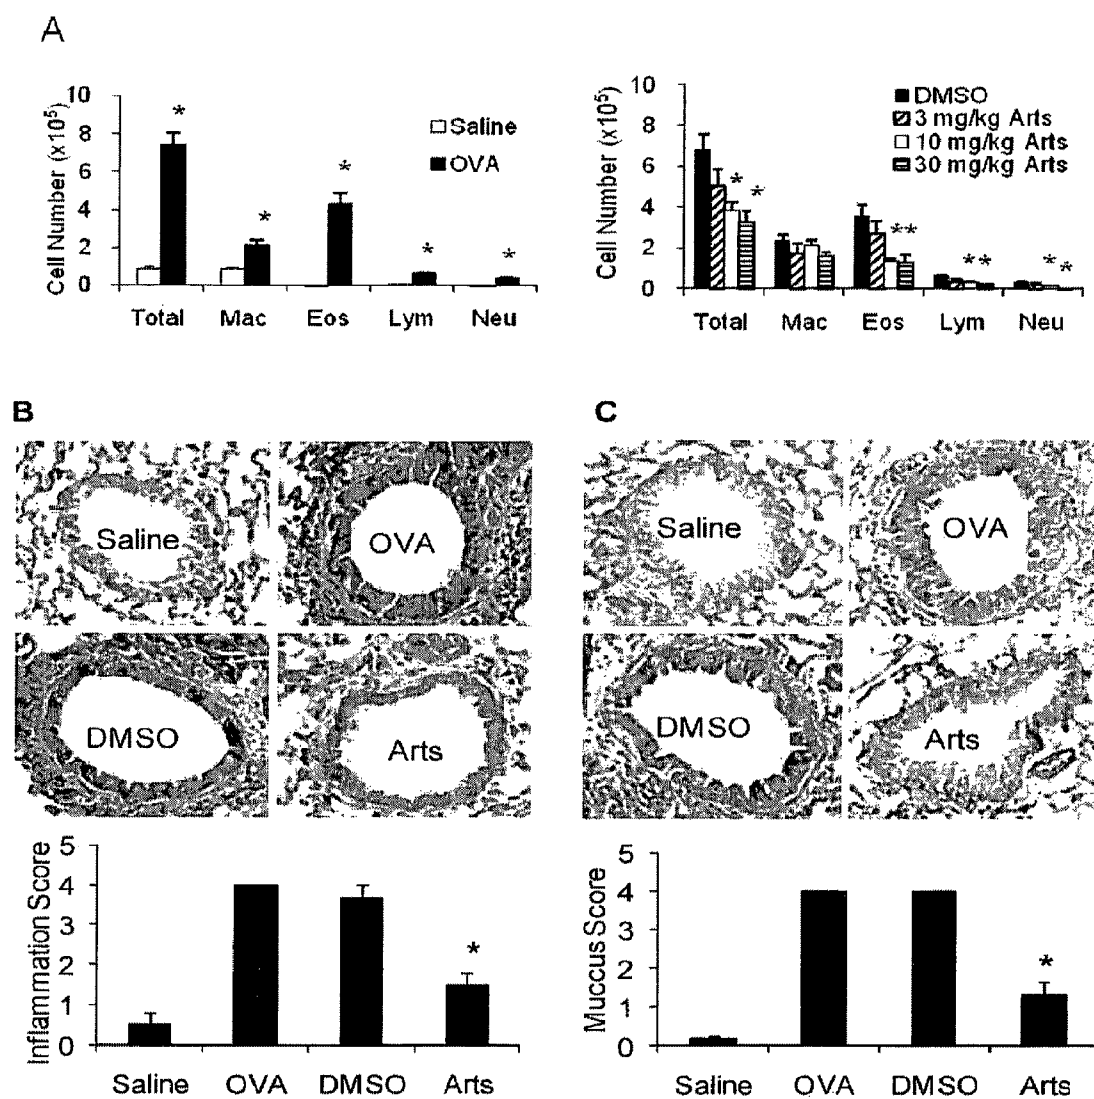 A
Cell Number (x10⁵)
10
8
6
4
2
0
* * * * *
Saline
OVA
Total Mac Eos Lym Neu
Cell Number (x10⁵)
10
8
6
4
2
0
DMSO
3 mg/kg Arts
10 mg/kg Arts
30 mg/kg Arts
* * ** ** * *
Total Mac Eos Lym Neu
B
Saline OVA
DMSO Arts
Inflammation Score
5
4
3
2
1
0
*
Saline OVA DMSO Arts
C
Saline OVA
DMSO Arts
Muccus Score
5
4
3
2
1
0
*
Saline OVA DMSO Arts